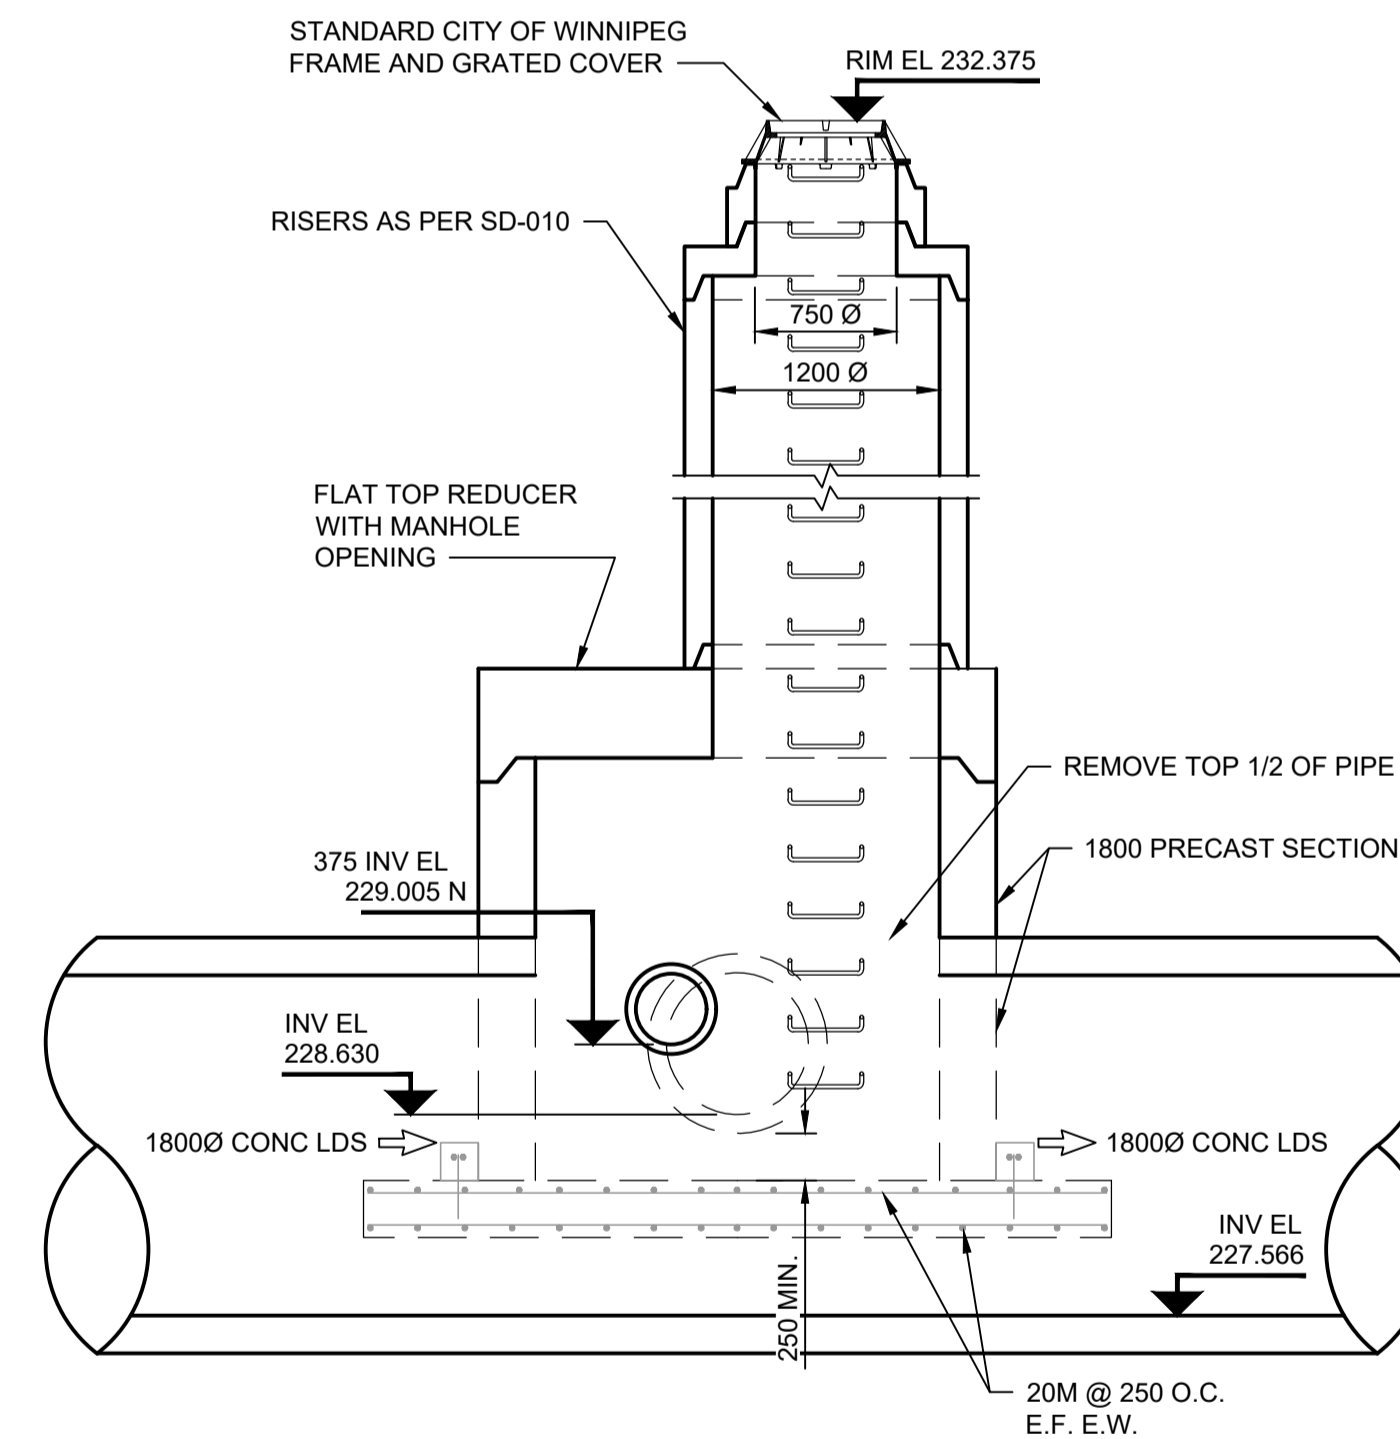 STANDARD CITY OF WINNIPEG
FRAME AND GRATED COVER
RIM EL 232.375
RISERS AS PER SD-010
750 Ø
1200 Ø
FLAT TOP REDUCER
WITH MANHOLE
OPENING
REMOVE TOP 1/2 OF PIPE
1800 PRECAST SECTION
375 INV EL
229.005 N
INV EL
228.630
1800Ø CONC LDS
1800Ø CONC LDS
INV EL
227.566
250 MIN.
20M @ 250 O.C.
E.F. E.W.